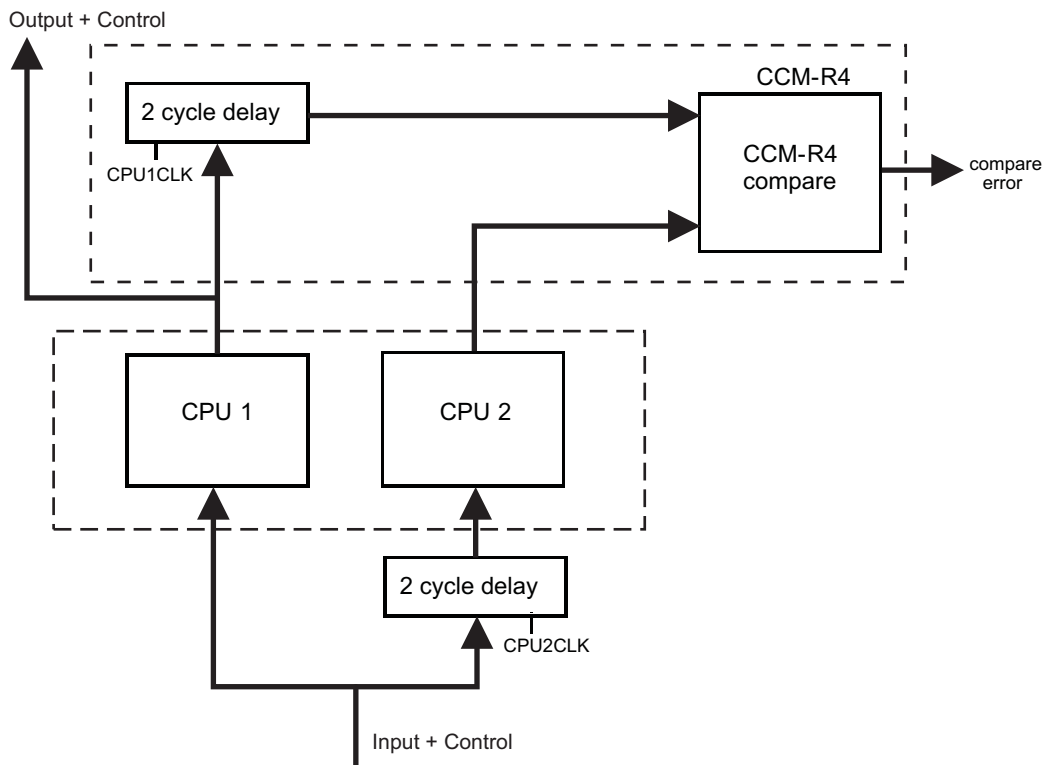 Output + Control
CCM-R4
2 cycle delay
CPU1CLK
CCM-R4
compare
compare
error
CPU 1
CPU 2
2 cycle delay
CPU2CLK
Input + Control